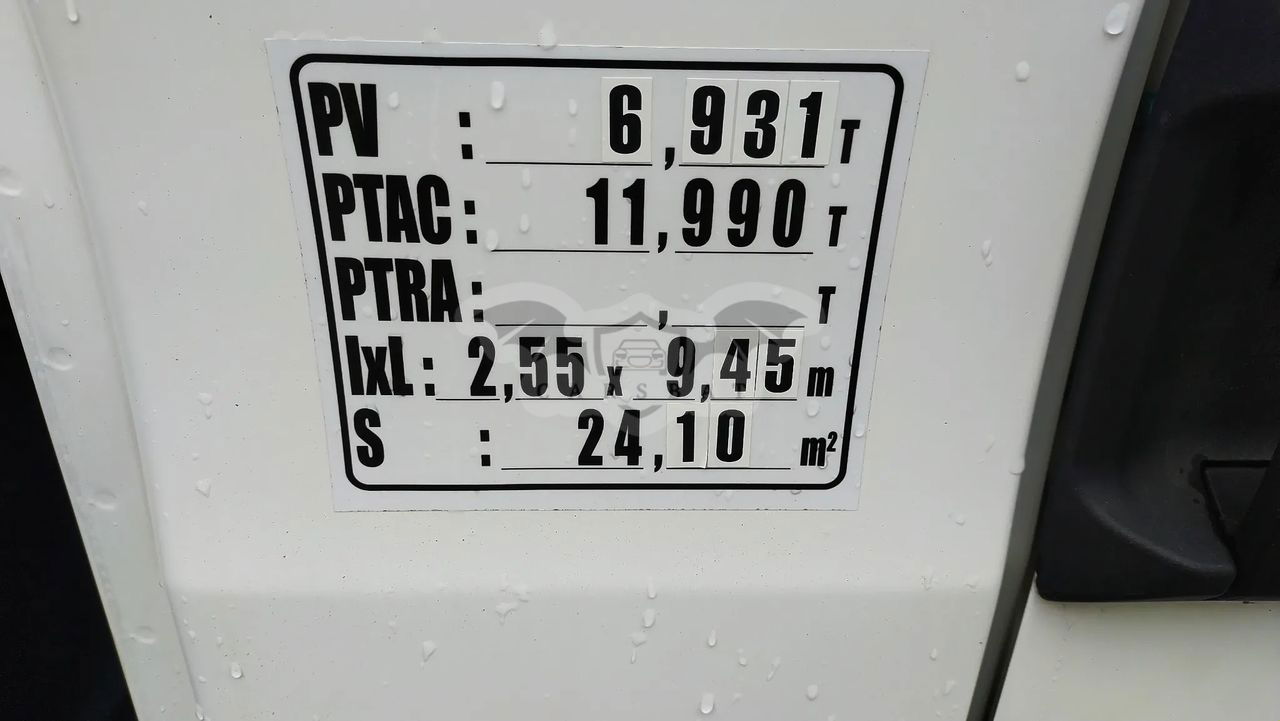 PV : 6,931 T
PTAC : 11,990 T
PTRA : , T
lxL : 2,55 x 9,45 m
S : 24,10 m²